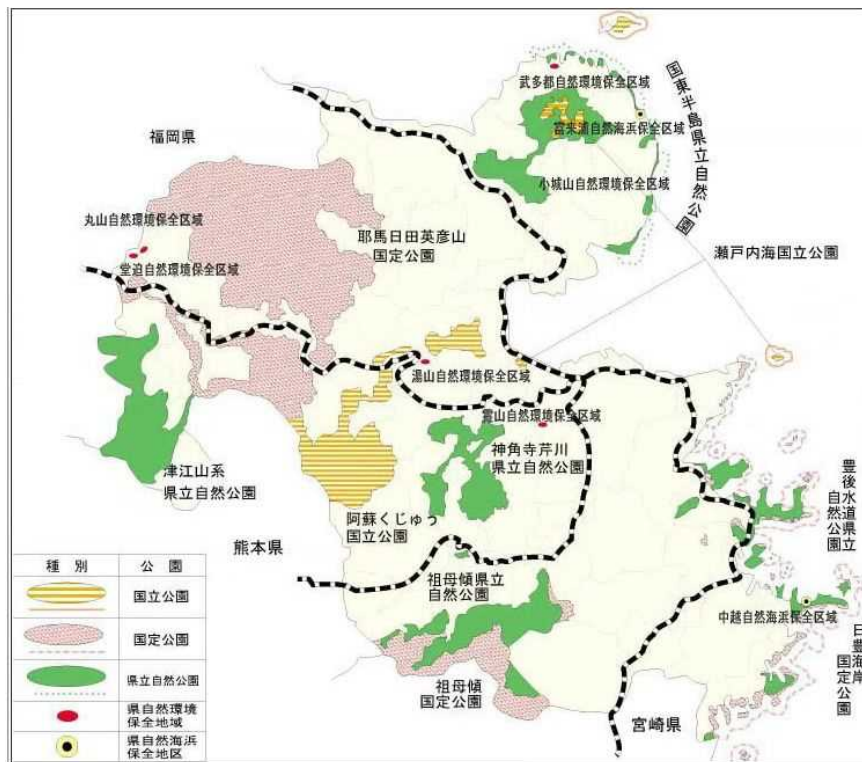 武多都自然環境保全区域
国東半島県立自然公園
富来浦自然海浜保全区域
小城山自然環境保全区域
福岡県
丸山自然環境保全区域
耶馬日田英彦山
国定公園
瀬戸内海国立公園
堂迫自然環境保全区域
湯山自然環境保全区域
霊山自然環境保全区域
神角寺芹川
県立自然公園
津江山系
県立自然公園
豊後水道県立
自然公園
阿蘇くじゅう
国立公園
熊本県
祖母傾県立
自然公園
中越自然海浜保全区域
日豊海岸
国定公園
祖母傾
国定公園
宮崎県
種 別 公 園
国立公園
国定公園
県立自然公園
県自然環境
保全地域
県自然海浜
保全地区